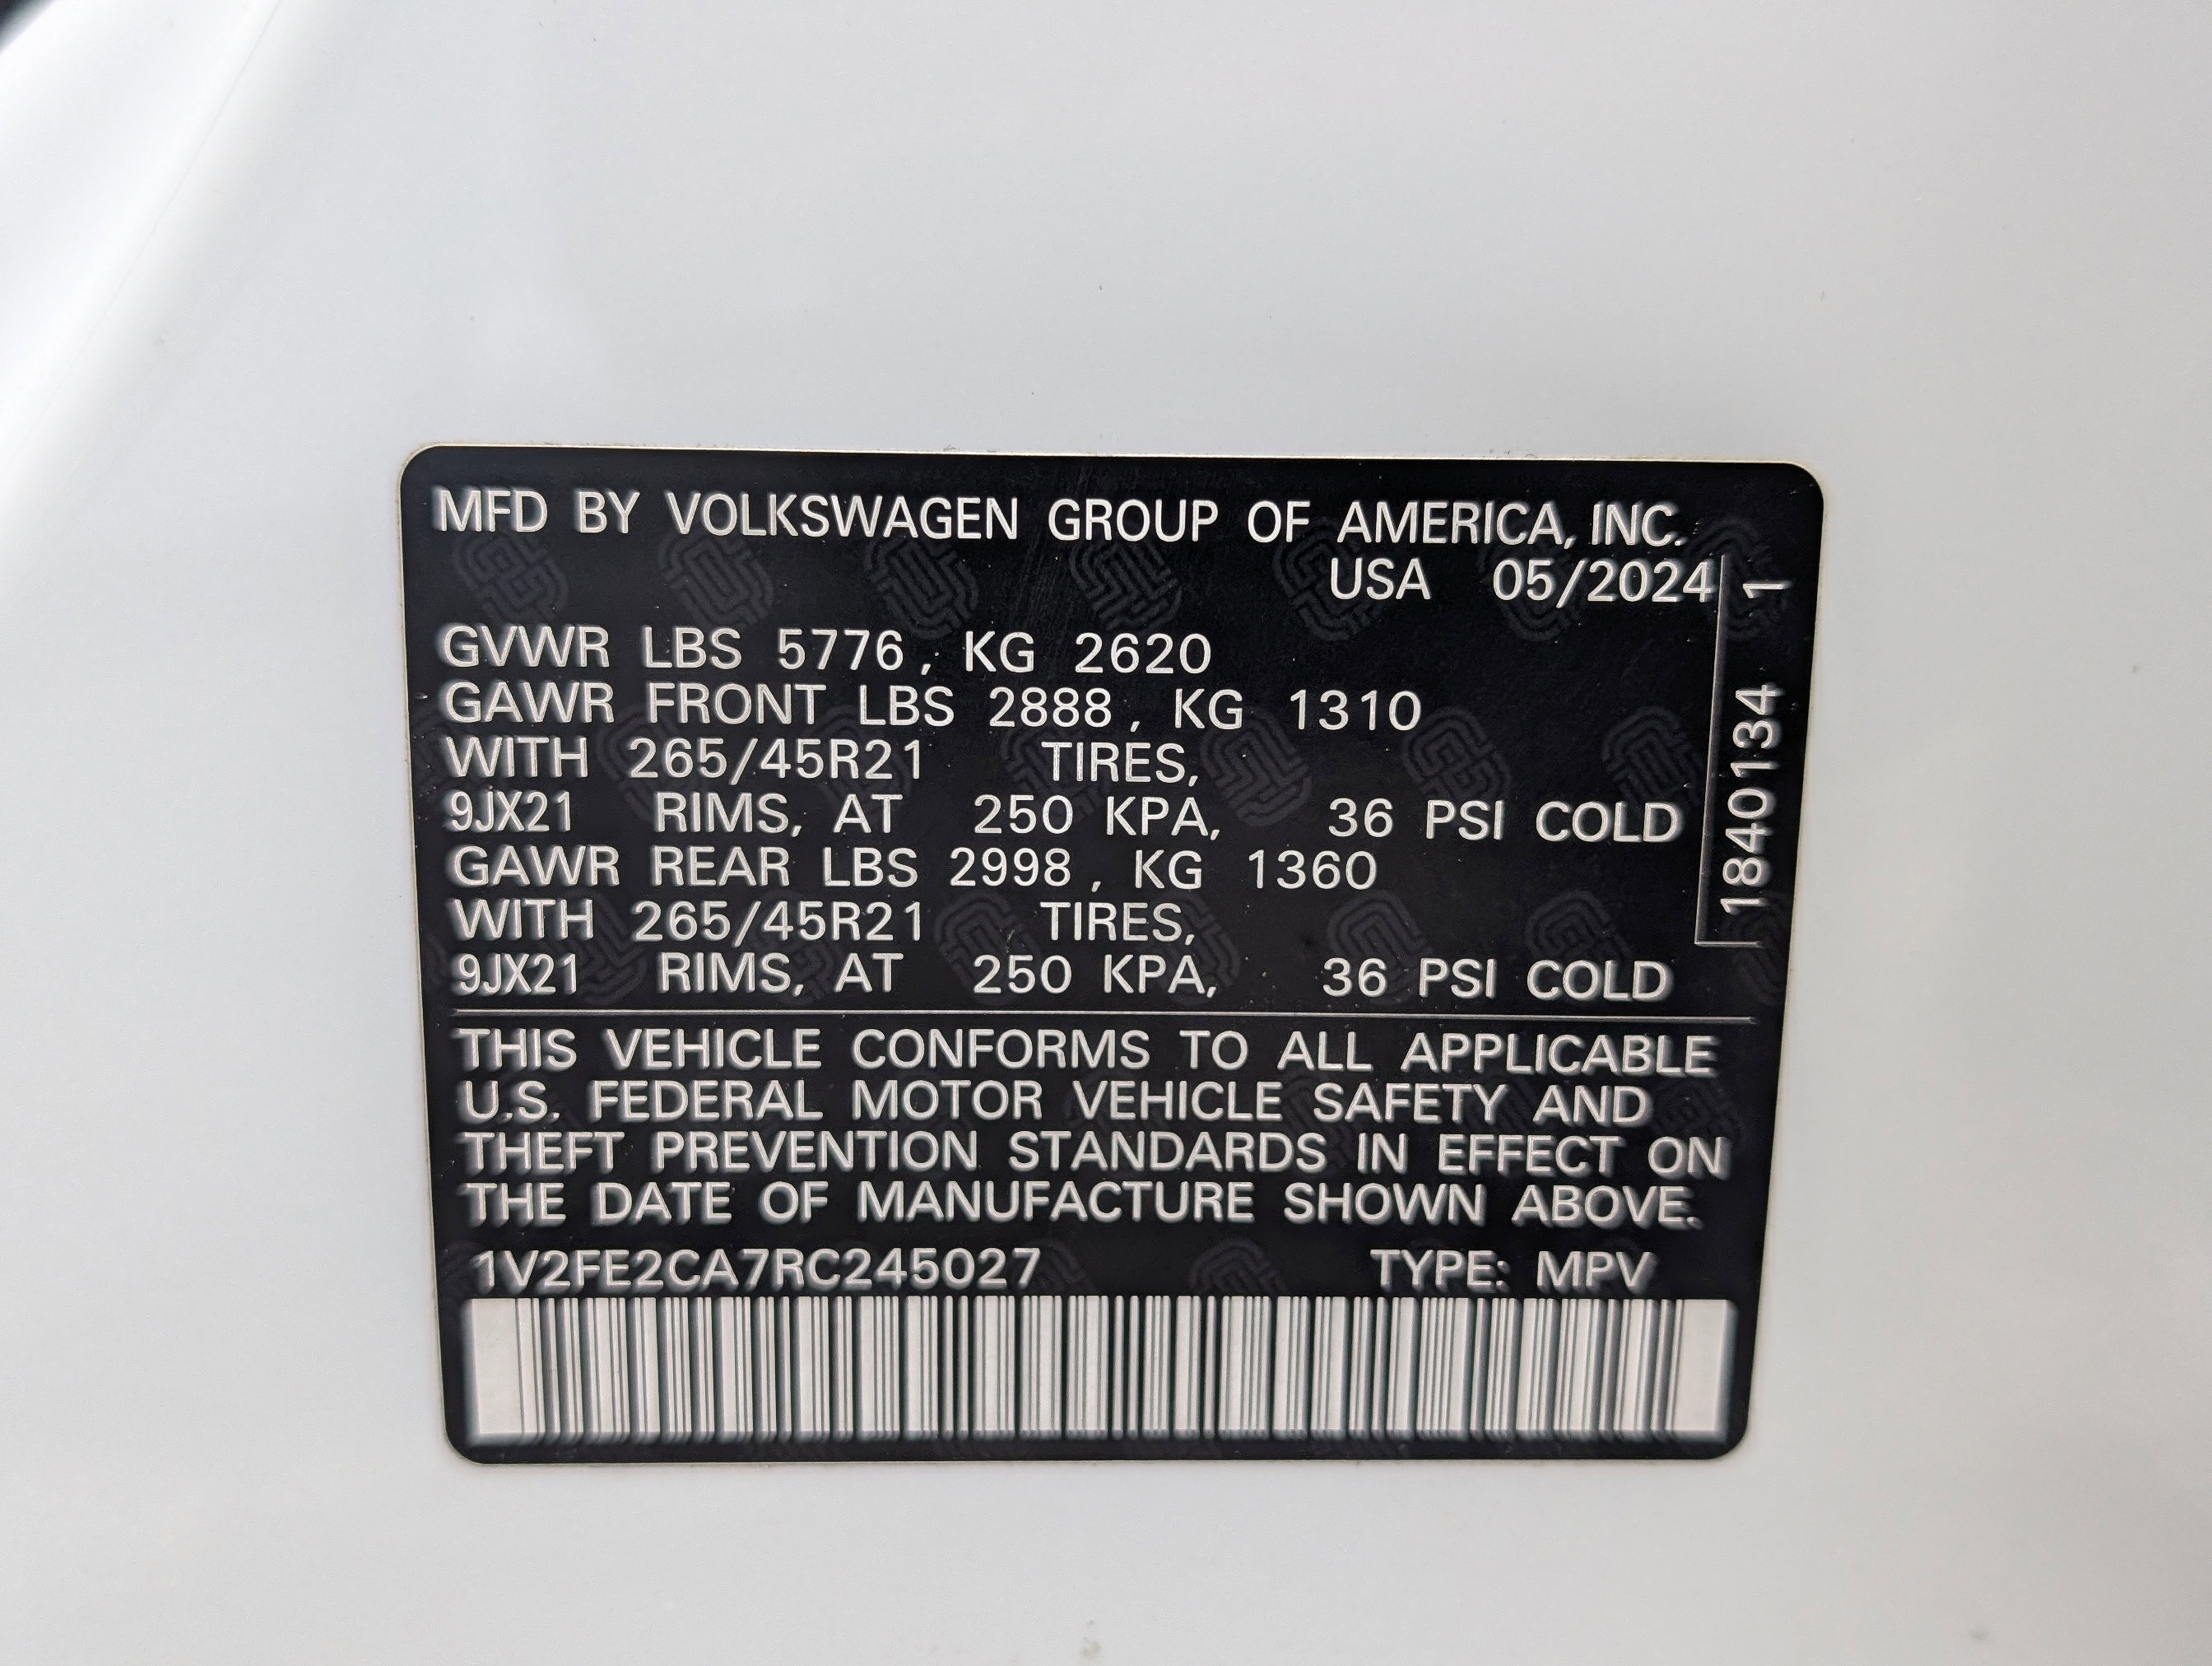 MFD BY VOLKSWAGEN GROUP OF AMERICA, INC.
USA 05/2024
GVWR LBS 5776, KG 2620
GAWR FRONT LBS 2888, KG 1310
WITH 265/45R21 TIRES,
9JX21 RIMS, AT 250 KPA, 36 PSI COLD
GAWR REAR LBS 2998, KG 1360
WITH 265/45R21 TIRES,
9JX21 RIMS, AT 250 KPA, 36 PSI COLD
1840134 1
THIS VEHICLE CONFORMS TO ALL APPLICABLE
U.S. FEDERAL MOTOR VEHICLE SAFETY AND
THEFT PREVENTION STANDARDS IN EFFECT ON
THE DATE OF MANUFACTURE SHOWN ABOVE.
1V2FE2CA7RC245027 TYPE: MPV